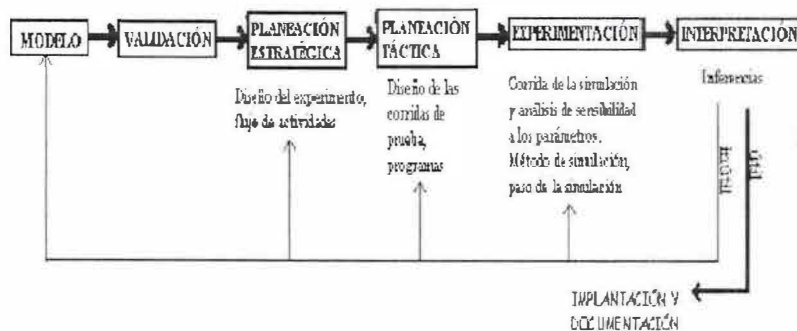 MODELO
VALIDACIÓN
PLANEACIÓN
ESTRATÉGICA
PLANEACIÓN
TÁCTICA
EXPERIMENTACIÓN
INTERPRETACIÓN
Diseño del experimento,
flujo de actividades
Diseño de las
corridas de
prueba,
programas
Corrida de la simulación
y análisis de sensibilidad
a los parámetros.
Método de simulación,
paso de la simulación
Inferencias
IMPLANTACIÓN Y
DOCUMENTACIÓN